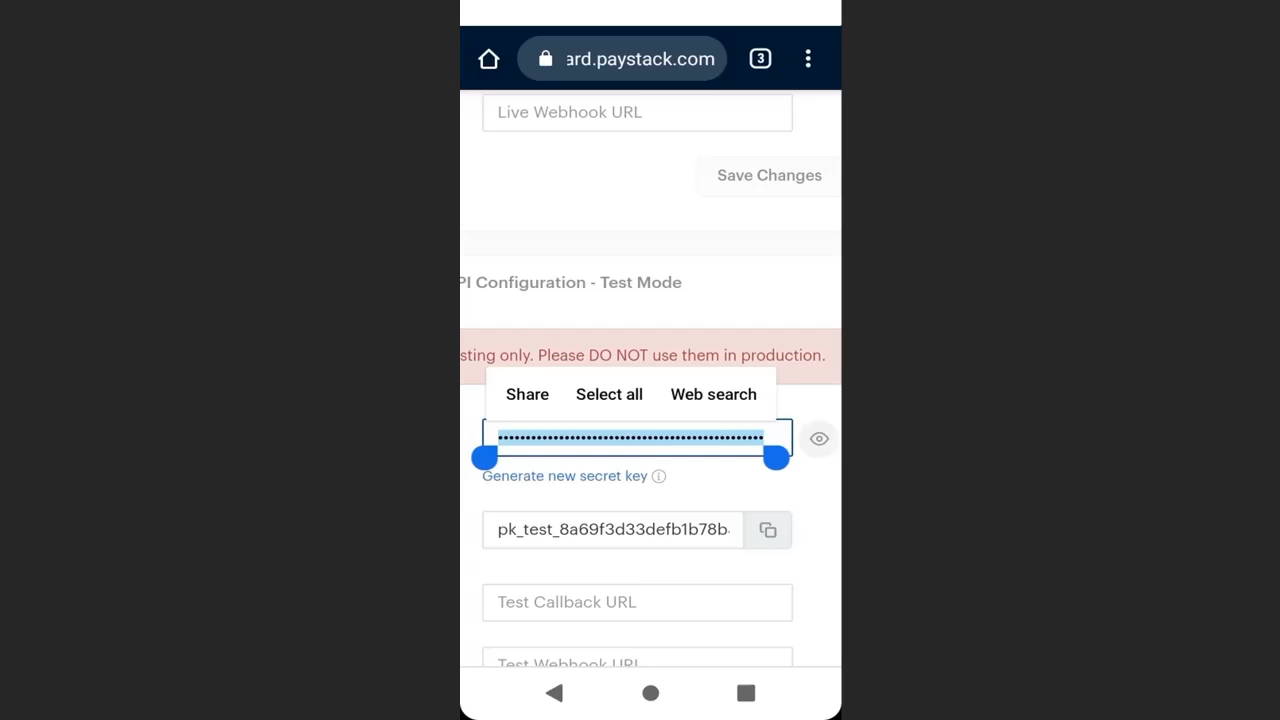 ard.paystack.com
3
Live Webhook URL
Save Changes
PI Configuration - Test Mode
sting only. Please DO NOT use them in production.
Share Select all Web search
••••••••••••••••••••••••••••••••••••••••••••••••
Generate new secret key
pk_test_8a69f3d33defb1b78b
Test Callback URL
Test Webhook URL